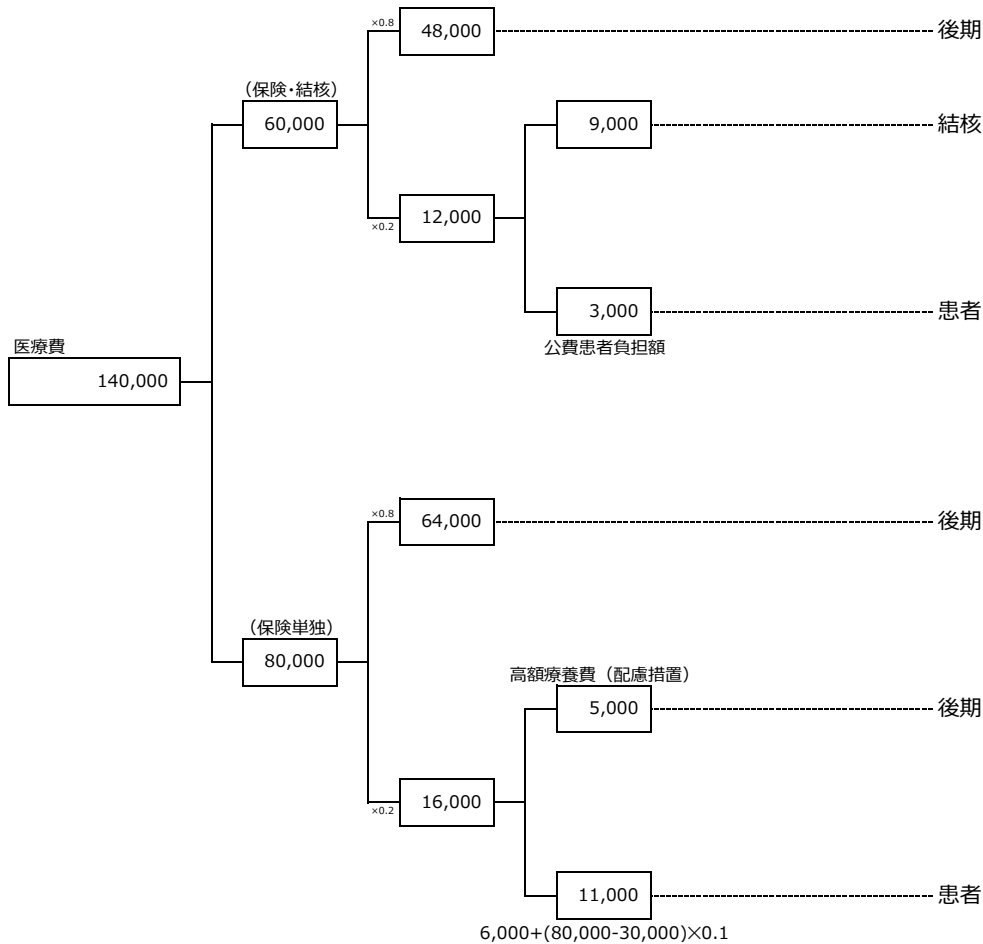 ×0.8
48,000
後期
（保険・結核）
60,000
9,000
結核
×0.2
12,000
3,000
患者
公費患者負担額
医療費
140,000
×0.8
64,000
後期
（保険単独）
80,000
高額療養費（配慮措置）
5,000
後期
×0.2
16,000
11,000
患者
6,000+(80,000-30,000)×0.1